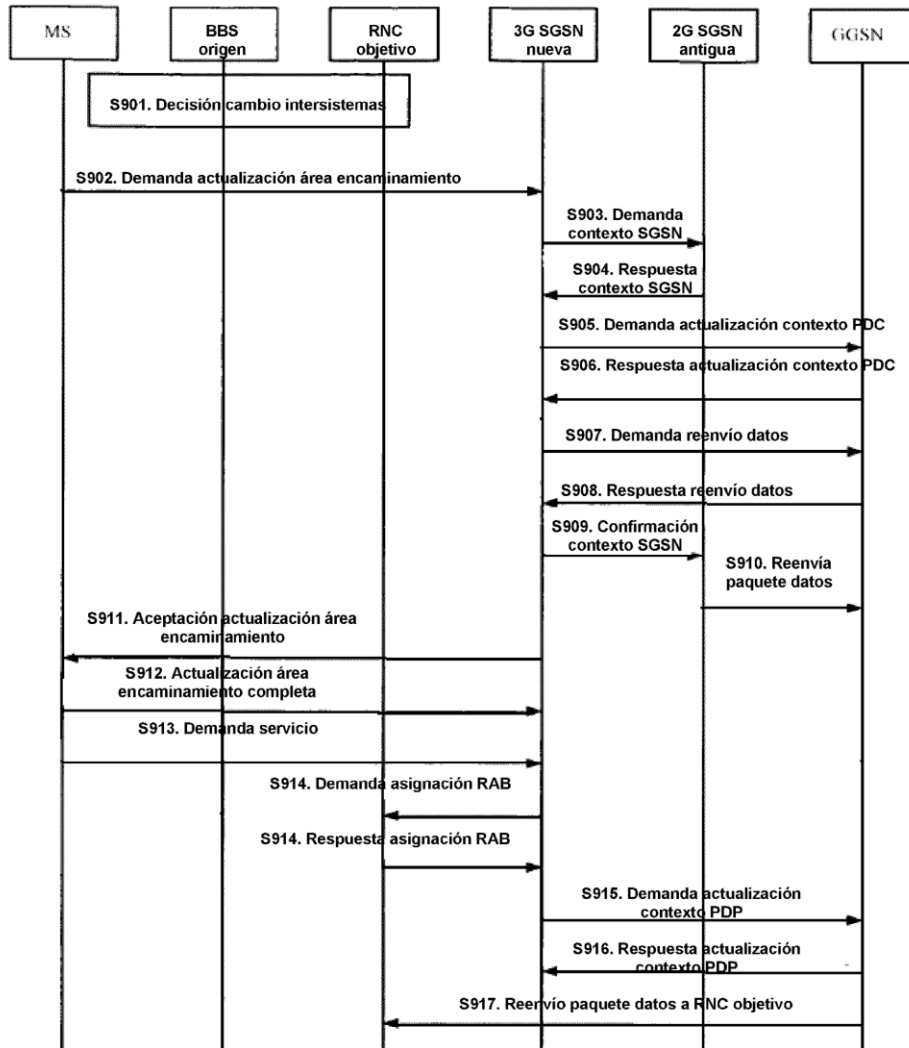 MS
BBS
origen
RNC
objetivo
3G SGSN
nueva
2G SGSN
antigua
GGSN
S901. Decisión cambio intersistemas
S902. Demanda actualización área encaminamiento
S903. Demanda
contexto SGSN
S904. Respuesta
contexto SGSN
S905. Demanda actualización contexto PDC
S906. Respuesta actualización contexto PDC
S907. Demanda reenvío datos
S908. Respuesta reenvío datos
S909. Confirmación
contexto SGSN
S910. Reenvía
paquete datos
S911. Aceptación actualización área
encaminamiento
S912. Actualización área
encaminamiento completa
S913. Demanda servicio
S914. Demanda asignación RAB
S914. Respuesta asignación RAB
S915. Demanda actualización
contexto PDP
S916. Respuesta actualización
contexto PDP
S917. Reenvío paquete datos a RNC objetivo